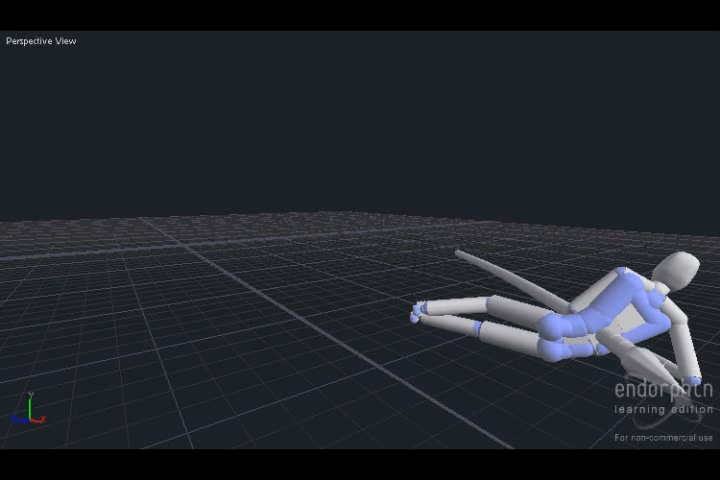 Perspective View
Y
X
endorphin
learning edition
For non-commercial use